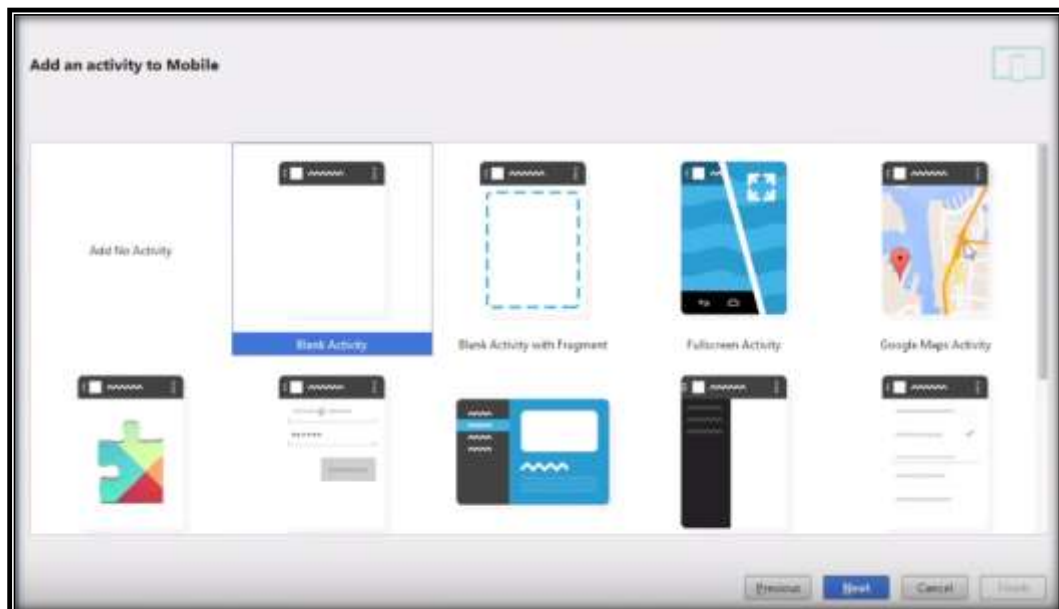 Add an activity to Mobile
Add No Activity
Blank Activity
Blank Activity with Fragment
Fullscreen Activity
Google Maps Activity
Previous
Next
Cancel
Finish